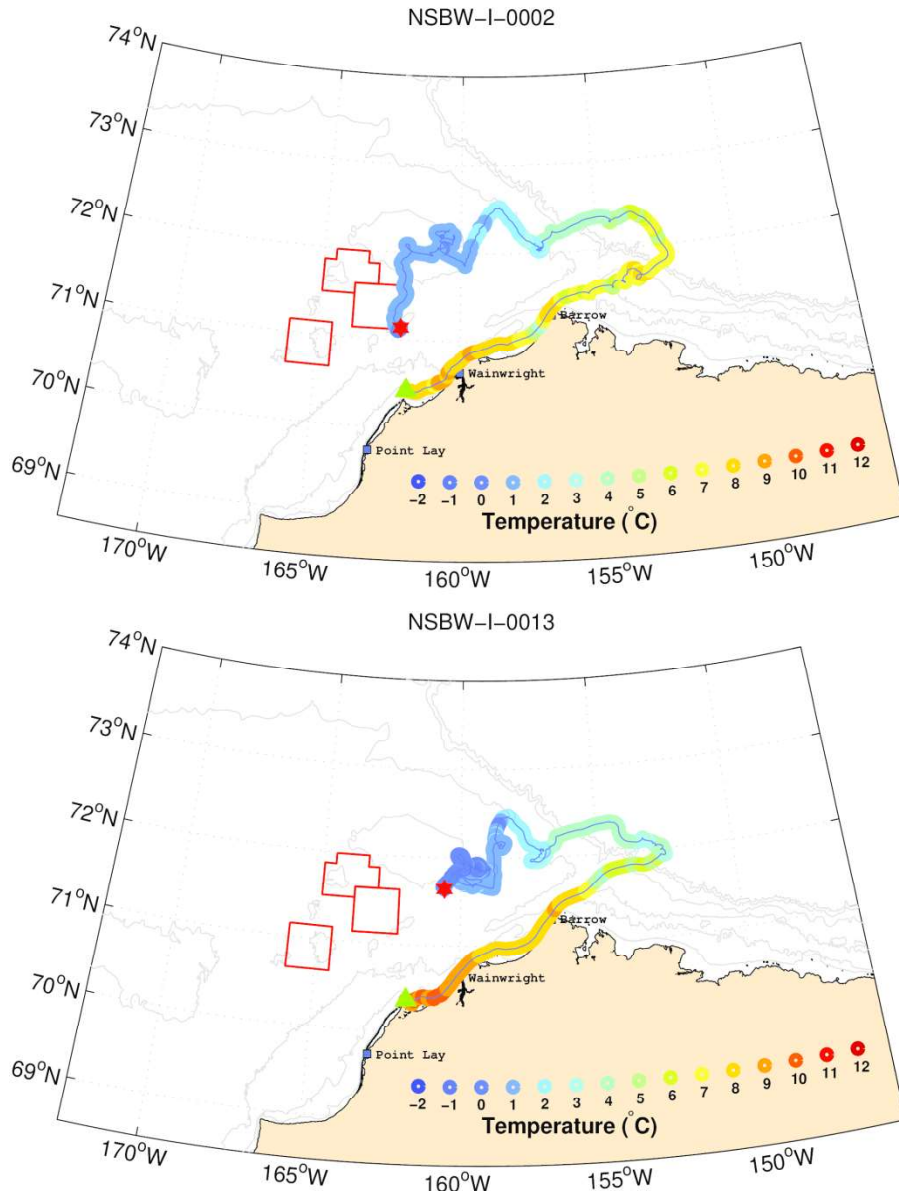 NSBW-I-0002
74°N
73°N
72°N
71°N
70°N
69°N
Barrow
Wainwright
Point Lay
-2 -1 0 1 2 3 4 5 6 7 8 9 10 11 12
Temperature (°C)
170°W 165°W 160°W 155°W 150°W
NSBW-I-0013
74°N
73°N
72°N
71°N
70°N
69°N
Barrow
Wainwright
Point Lay
-2 -1 0 1 2 3 4 5 6 7 8 9 10 11 12
Temperature (°C)
170°W 165°W 160°W 155°W 150°W